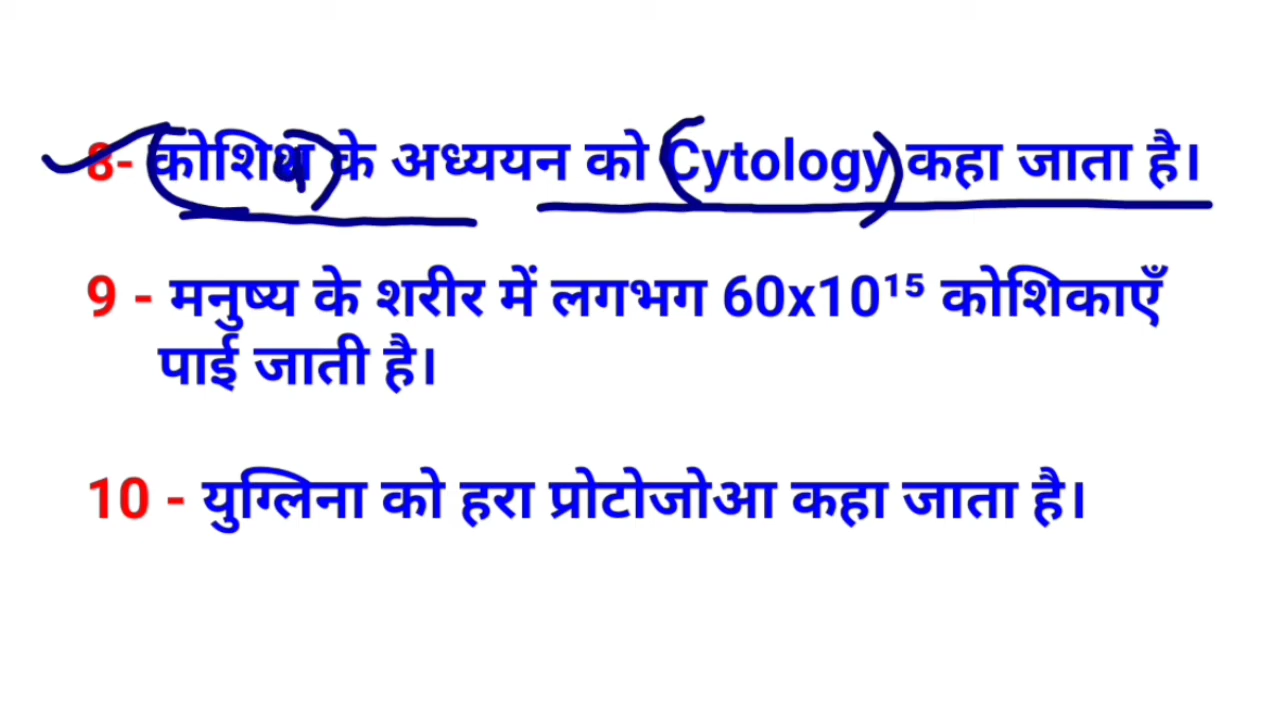 8- के अध्ययन को Cytology कहा जाता है।
9 - मनुष्य के शरीर में लगभग 60x10¹⁵ कोशिकाएँ
पाई जाती है।
10 - युग्लिना को हरा प्रोटोजोआ कहा जाता है।